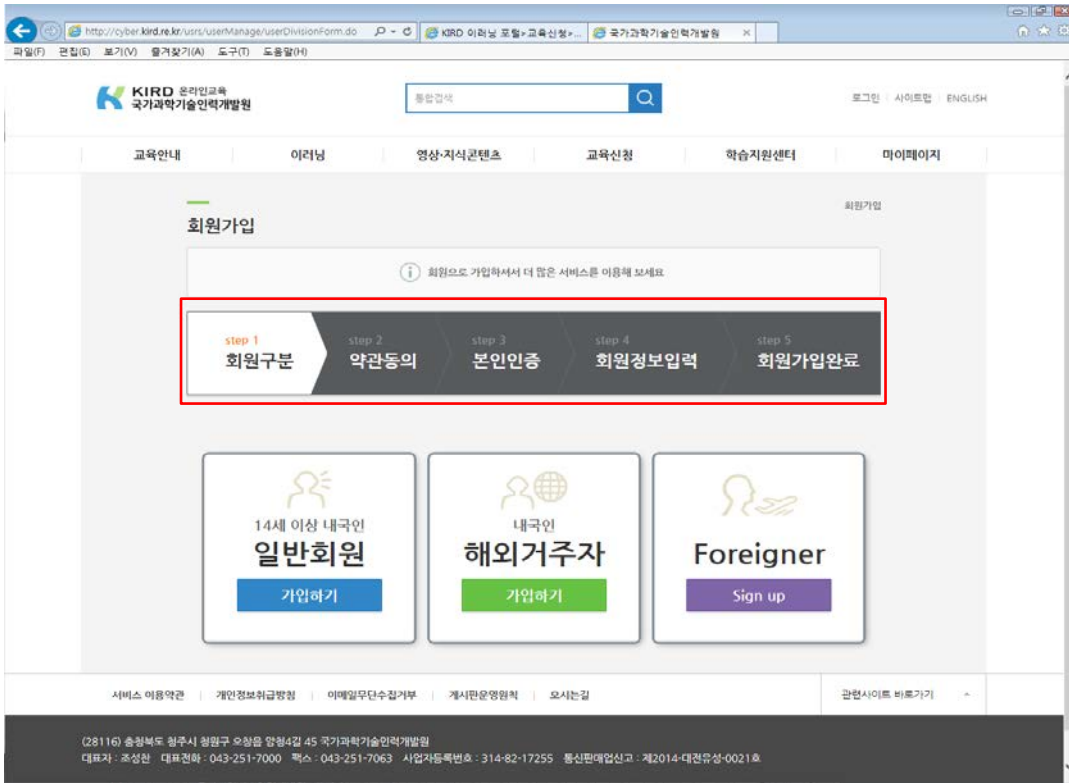 http://cyber.kird.re.kr/usrs/userManage/userDivisionForm.do
KIRD 이러닝 포털>교육신청>...
국가과학기술인력개발원
파일(F) 편집(E) 보기(V) 즐겨찾기(A) 도구(T) 도움말(H)
KIRD 온라인교육
국가과학기술인력개발원
통합검색
로그인 사이트맵 ENGLISH
교육안내 이러닝 영상·지식콘텐츠 교육신청 학습지원센터 마이페이지
회원가입
회원가입
회원으로 가입하셔서 더 많은 서비스를 이용해 보세요
step 1 step 2 step 3 step 4 step 5
회원구분 약관동의 본인인증 회원정보입력 회원가입완료
14세 이상 내국인
일반회원
가입하기
내국인
해외거주자
가입하기
Foreigner
Sign up
서비스 이용약관 개인정보취급방침 이메일무단수집거부 게시판운영원칙 오시는길
관련사이트 바로가기
(28116) 충청북도 청주시 청원구 오창읍 양청4길 45 국가과학기술인력개발원
대표자 : 조성찬 대표전화 : 043-251-7000 팩스 : 043-251-7063 사업자등록번호 : 314-82-17255 통신판매업신고 : 제2014-대전유성-0021호